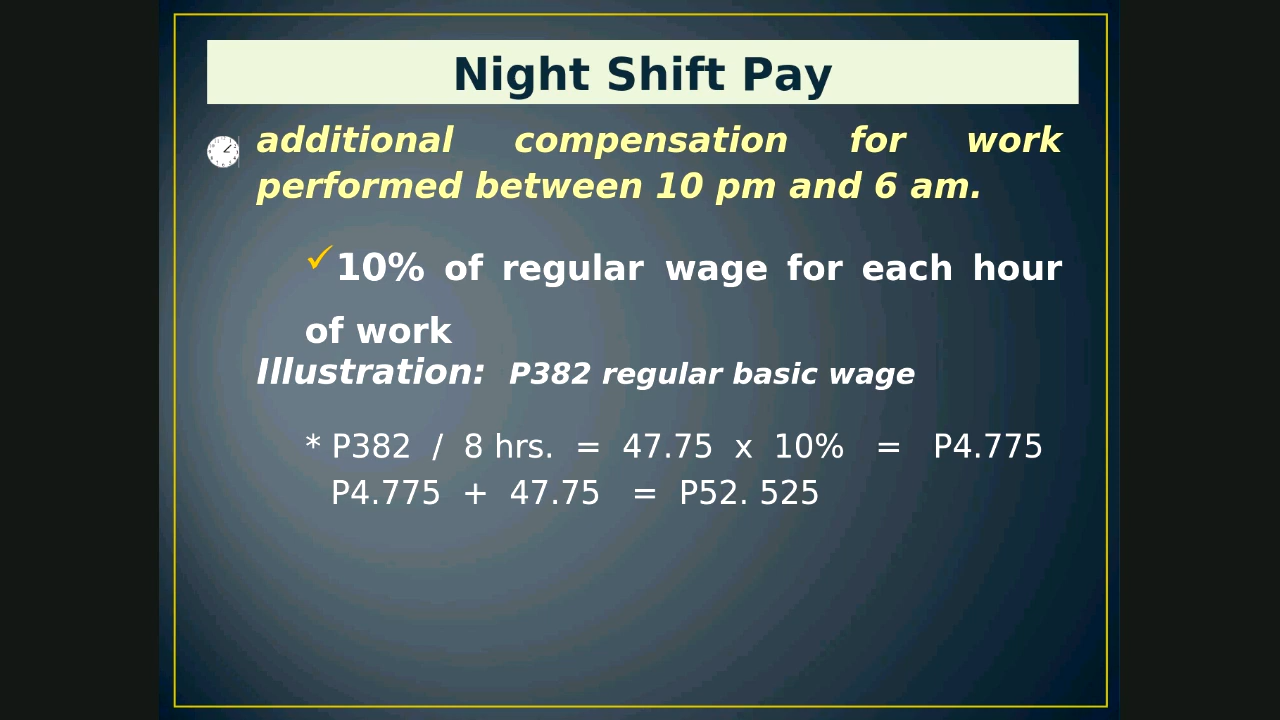 Night Shift Pay
additional compensation for work
performed between 10 pm and 6 am.
✓10% of regular wage for each hour
of work
Illustration: P382 regular basic wage
* P382 / 8 hrs. = 47.75 x 10% = P4.775
P4.775 + 47.75 = P52. 525